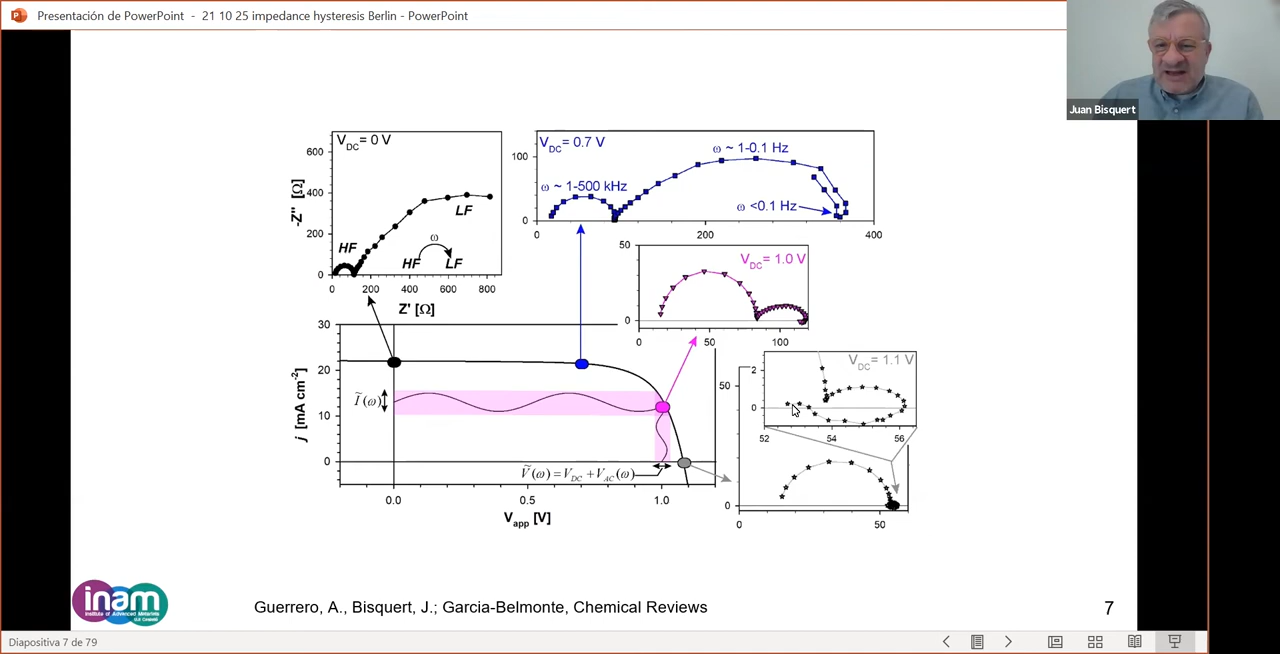 Presentación de PowerPoint - 21 10 25 impedance hysteresis Berlin - PowerPoint
Juan Bisquert
V_DC = 0 V
600
400
200
0
-Z'' [Ω]
HF
LF
ω
HF
LF
0 200 400 600 800
Z' [Ω]
V_DC = 0.7 V
100
0
ω ~ 1-500 kHz
ω ~ 1-0.1 Hz
ω <0.1 Hz
0 200 400
V_DC = 1.0 V
50
0
0 50 100
30
20
10
0
j [mA cm⁻²]
Ĩ(ω)
Ṽ(ω) = V_DC + V_AC(ω)
0.0 0.5 1.0
V_app [V]
V_DC = 1.1 V
2
0
52 54 56
50
0
0 50
inam
Institute of Advanced Materials
Guerrero, A., Bisquert, J.; Garcia-Belmonte, Chemical Reviews
7
Diapositiva 7 de 79